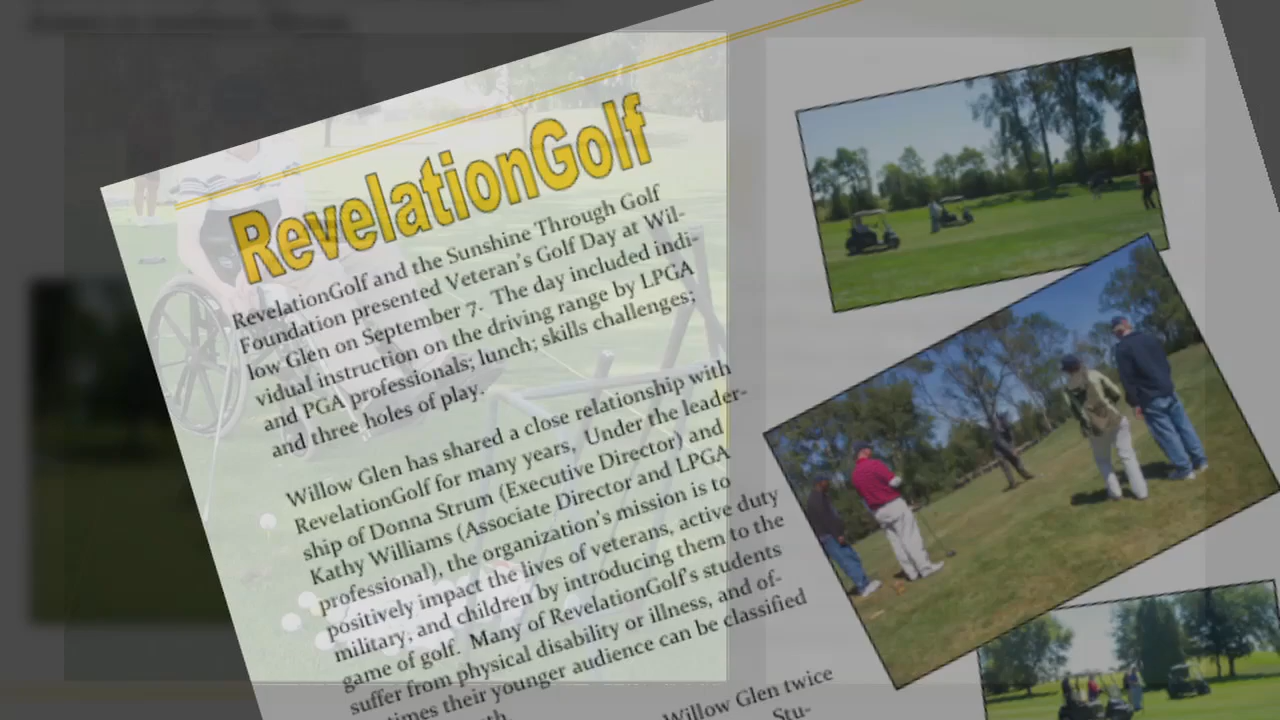 RevelationGolf
RevelationGolf and the Sunshine Through Golf
Foundation presented Veteran's Golf Day at Wil-
low Glen on September 7. The day included indi-
vidual instruction on the driving range by LPGA
and PGA professionals; lunch; skills challenges;
and three holes of play.
Willow Glen has shared a close relationship with
RevelationGolf for many years, Under the leader-
ship of Donna Strum (Executive Director) and
Kathy Williams (Associate Director and LPGA
professional), the organization's mission is to
positively impact the lives of veterans, active duty
military, and children by introducing them to the
game of golf. Many of RevelationGolf's students
suffer from physical disability or illness, and of-
times their younger audience can be classified
Willow Glen twice
Stu-